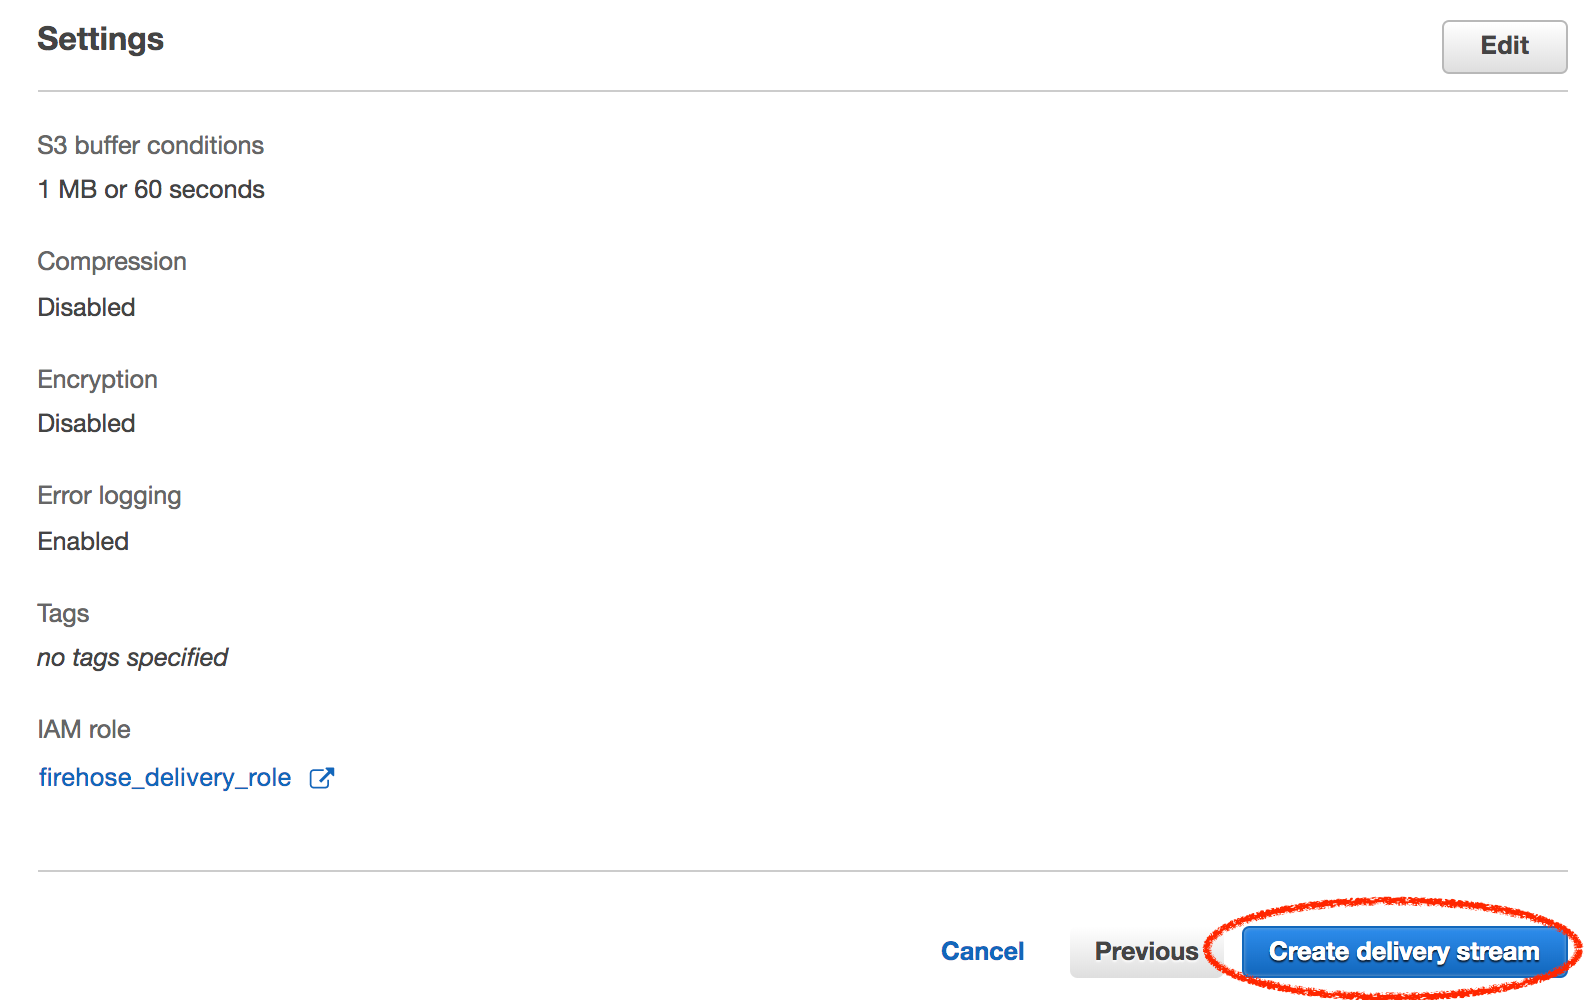 Settings
Edit
S3 buffer conditions
1 MB or 60 seconds
Compression
Disabled
Encryption
Disabled
Error logging
Enabled
Tags
no tags specified
IAM role
firehose_delivery_role
Cancel Previous Create delivery stream